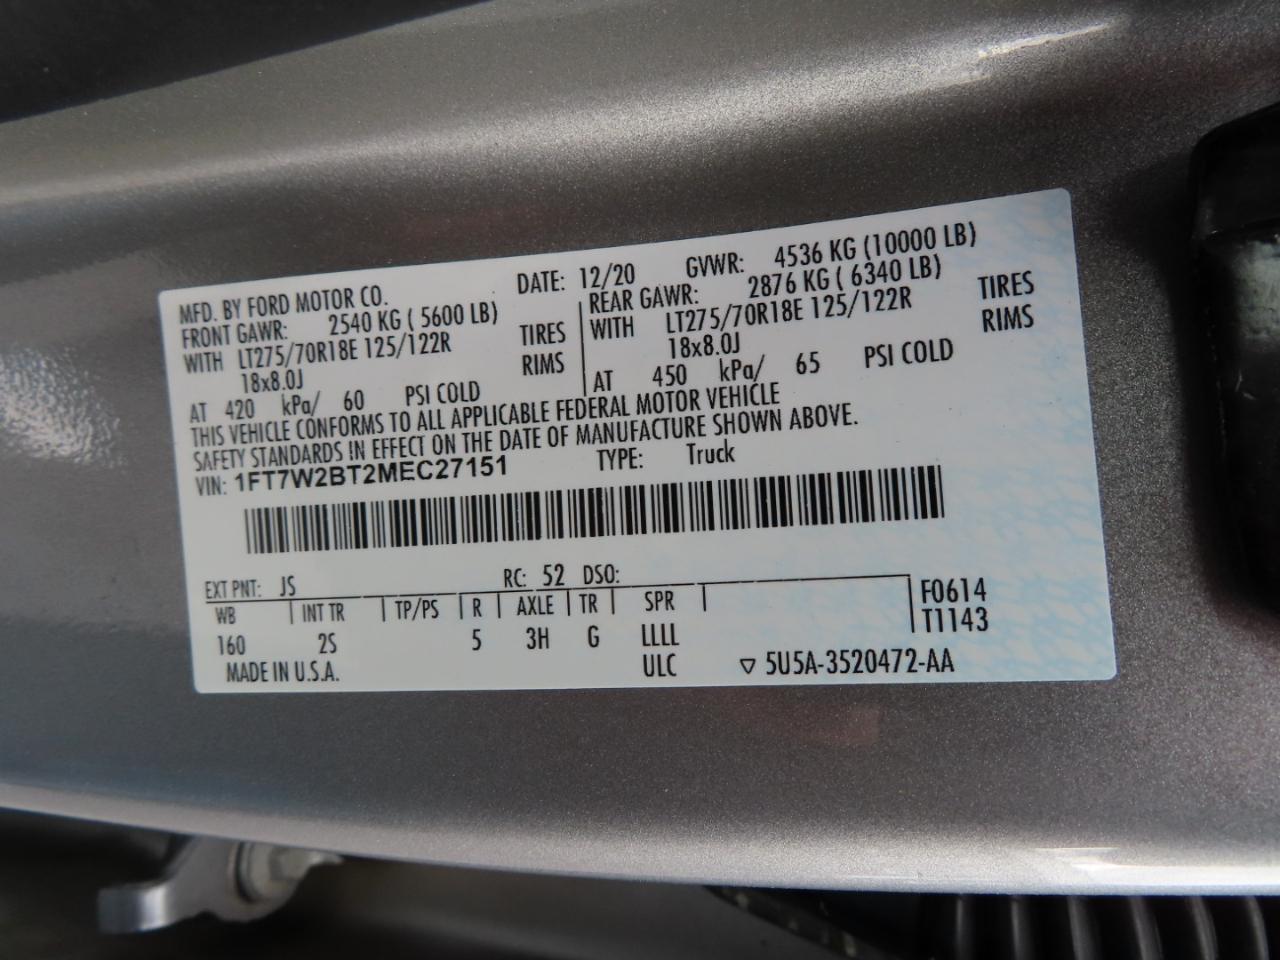 MFD. BY FORD MOTOR CO. DATE: 12/20 GVWR: 4536 KG (10000 LB)
FRONT GAWR: 2540 KG ( 5600 LB) REAR GAWR: 2876 KG ( 6340 LB)
WITH LT275/70R18E 125/122R TIRES WITH LT275/70R18E 125/122R TIRES
18x8.0J RIMS 18x8.0J RIMS
AT 420 kPa/ 60 PSI COLD AT 450 kPa/ 65 PSI COLD
THIS VEHICLE CONFORMS TO ALL APPLICABLE FEDERAL MOTOR VEHICLE
SAFETY STANDARDS IN EFFECT ON THE DATE OF MANUFACTURE SHOWN ABOVE.
VIN: 1FT7W2BT2MEC27151 TYPE: Truck
EXT PNT: JS RC: 52 DSO:
WB INT TR TP/PS R AXLE TR SPR F0614
160 2S 5 3H G LLLL T1143
MADE IN U.S.A. ULC ▽ 5U5A-3520472-AA